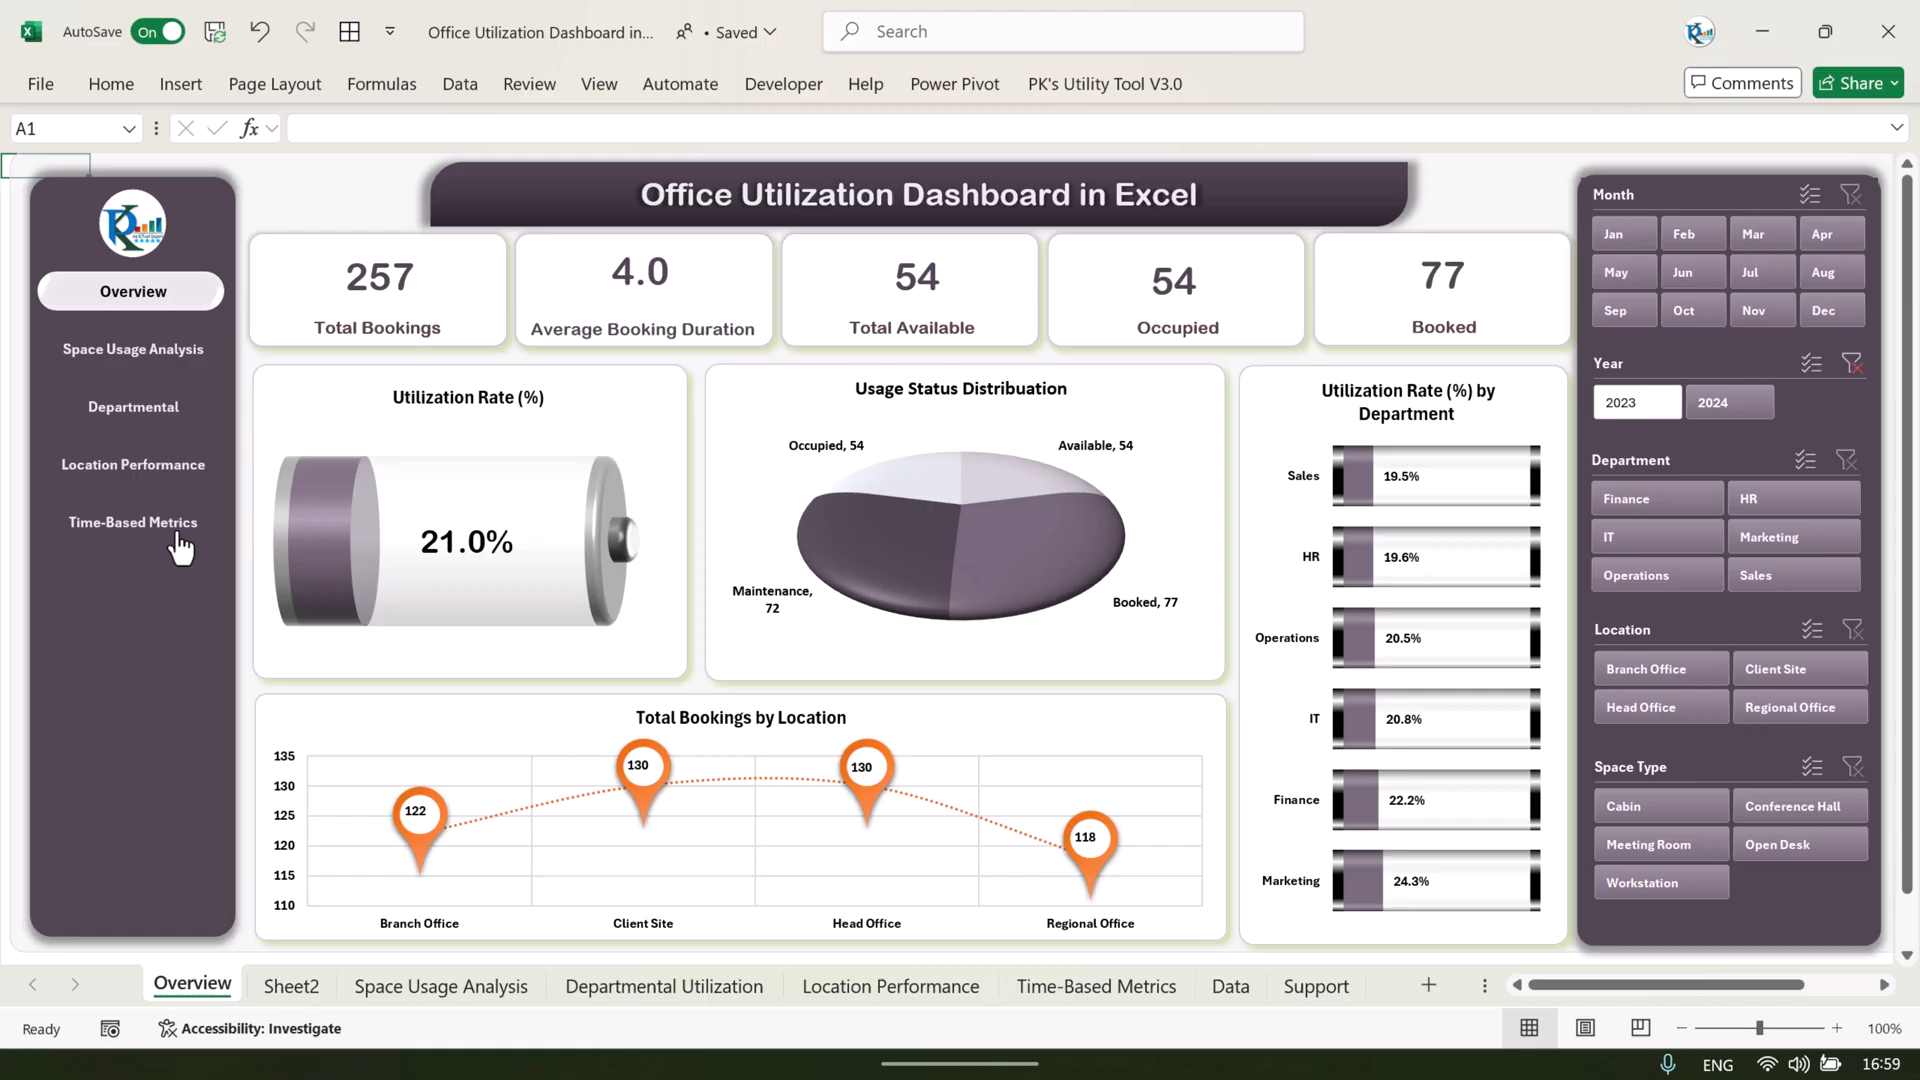 AutoSave On Office Utilization Dashboard in... • Saved Search
File Home Insert Page Layout Formulas Data Review View Automate Developer Help Power Pivot PK's Utility Tool V3.0 Comments Share
A1 fx
Office Utilization Dashboard in Excel
Overview
Space Usage Analysis
Departmental
Location Performance
Time-Based Metrics
257
Total Bookings
4.0
Average Booking Duration
54
Total Available
54
Occupied
77
Booked
Utilization Rate (%)
21.0%
Usage Status Distribuation
Occupied, 54
Available, 54
Maintenance,
72
Booked, 77
Utilization Rate (%) by
Department
Sales 19.5%
HR 19.6%
Operations 20.5%
IT 20.8%
Finance 22.2%
Marketing 24.3%
Total Bookings by Location
135
130
125
120
115
110
122
130
130
118
Branch Office Client Site Head Office Regional Office
Month
Jan Feb Mar Apr
May Jun Jul Aug
Sep Oct Nov Dec
Year
2023 2024
Department
Finance HR
IT Marketing
Operations Sales
Location
Branch Office Client Site
Head Office Regional Office
Space Type
Cabin Conference Hall
Meeting Room Open Desk
Workstation
Overview Sheet2 Space Usage Analysis Departmental Utilization Location Performance Time-Based Metrics Data Support
Ready Accessibility: Investigate 100%
ENG 16:59